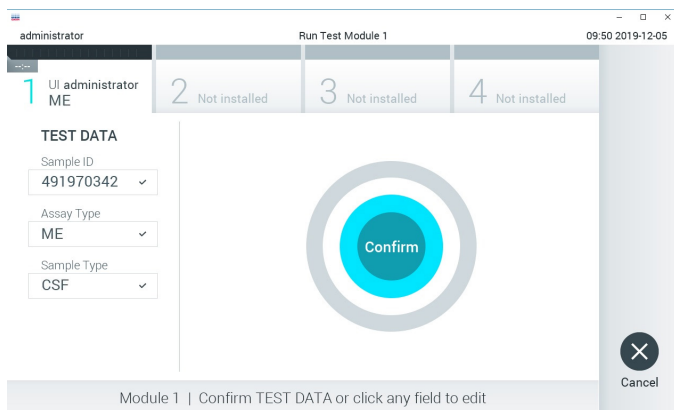 administrator
Run Test Module 1
09:50 2019-12-05
--:--
1 UI administrator
ME
2 Not installed
3 Not installed
4 Not installed
TEST DATA
Sample ID
491970342
Assay Type
ME
Sample Type
CSF
Confirm
Cancel
Module 1 | Confirm TEST DATA or click any field to edit